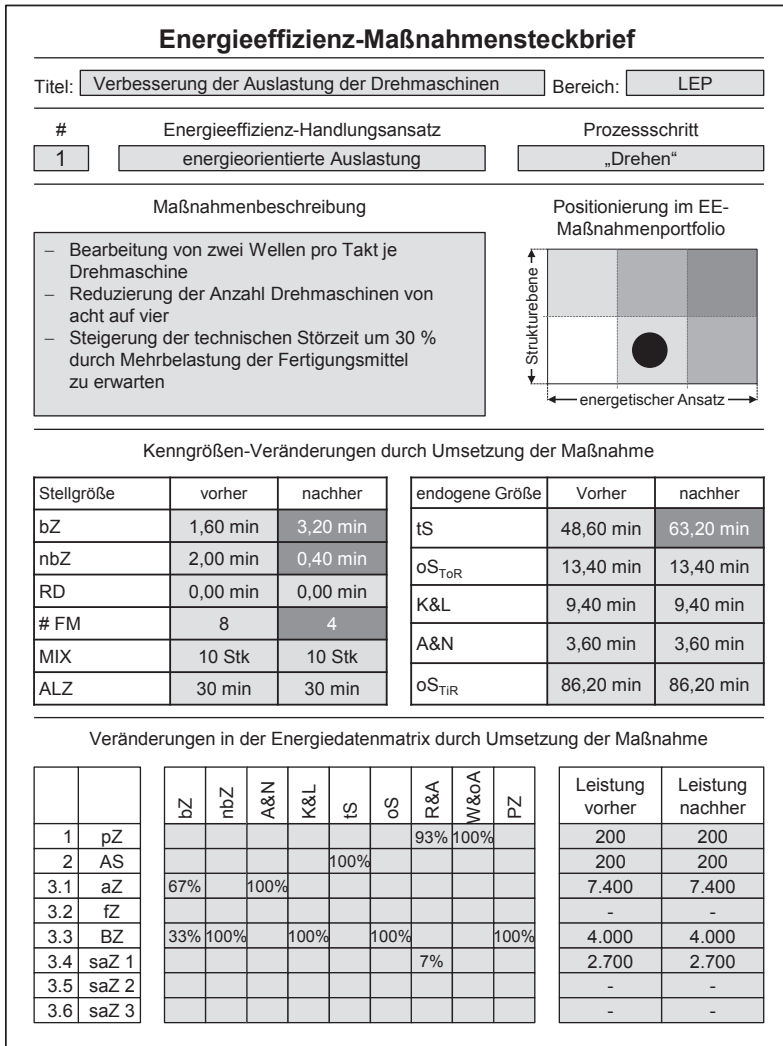 Energieeffizienz-Maßnahmensteckbrief
Titel: Verbesserung der Auslastung der Drehmaschinen Bereich: LEP
# Energieeffizienz-Handlungsansatz Prozessschritt
1 energieorientierte Auslastung „Drehen“
Maßnahmenbeschreibung
– Bearbeitung von zwei Wellen pro Takt je
Drehmaschine
– Reduzierung der Anzahl Drehmaschinen von
acht auf vier
– Steigerung der technischen Störzeit um 30 %
durch Mehrbelastung der Fertigungsmittel
zu erwarten
Positionierung im EE-
Maßnahmenportfolio
Strukturebene
energetischer Ansatz
Kenngrößen-Veränderungen durch Umsetzung der Maßnahme
Stellgröße vorher nachher
bZ 1,60 min 3,20 min
nbZ 2,00 min 0,40 min
RD 0,00 min 0,00 min
# FM 8 4
MIX 10 Stk 10 Stk
ALZ 30 min 30 min
endogene Größe Vorher nachher
tS 48,60 min 63,20 min
oSToR 13,40 min 13,40 min
K&L 9,40 min 9,40 min
A&N 3,60 min 3,60 min
oSTiR 86,20 min 86,20 min
Veränderungen in der Energiedatenmatrix durch Umsetzung der Maßnahme
bZ nbZ A&N K&L tS oS R&A W&oA PZ Leistung vorher Leistung nachher
1 pZ 93% 100% 200 200
2 AS 100% 200 200
3.1 aZ 67% 100% 7.400 7.400
3.2 fZ - -
3.3 BZ 33% 100% 100% 100% 100% 4.000 4.000
3.4 saZ 1 7% 2.700 2.700
3.5 saZ 2 - -
3.6 saZ 3 - -